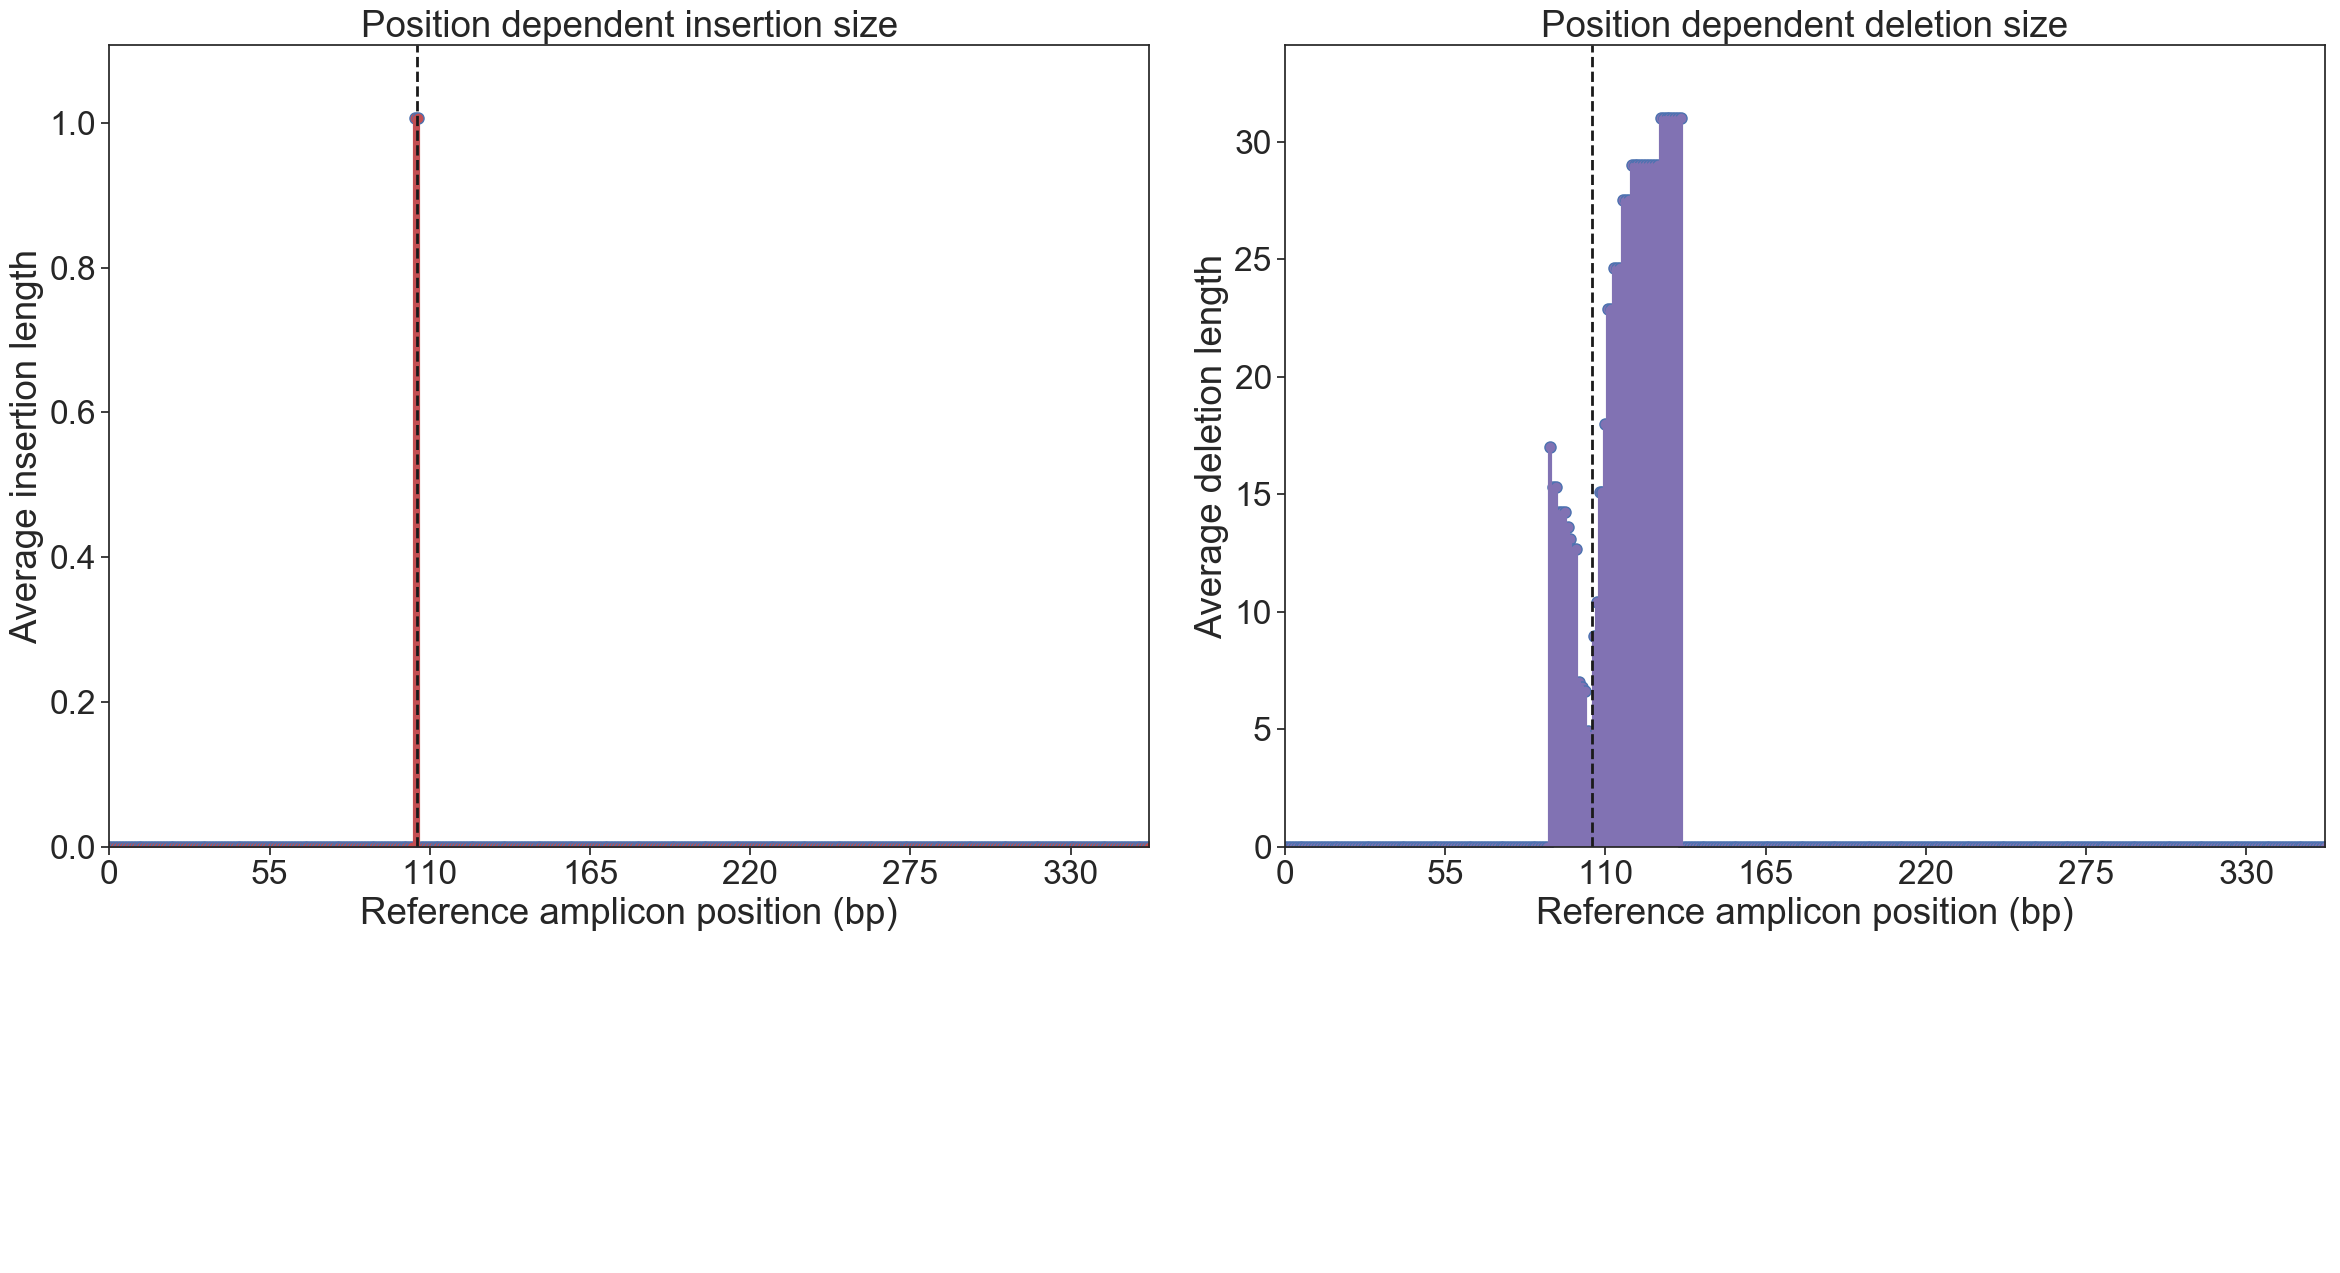 Position dependent insertion size
Average insertion length
1.0
0.8
0.6
0.4
0.2
0.0
0 55 110 165 220 275 330
Reference amplicon position (bp)
Position dependent deletion size
Average deletion length
30
25
20
15
10
5
0
0 55 110 165 220 275 330
Reference amplicon position (bp)